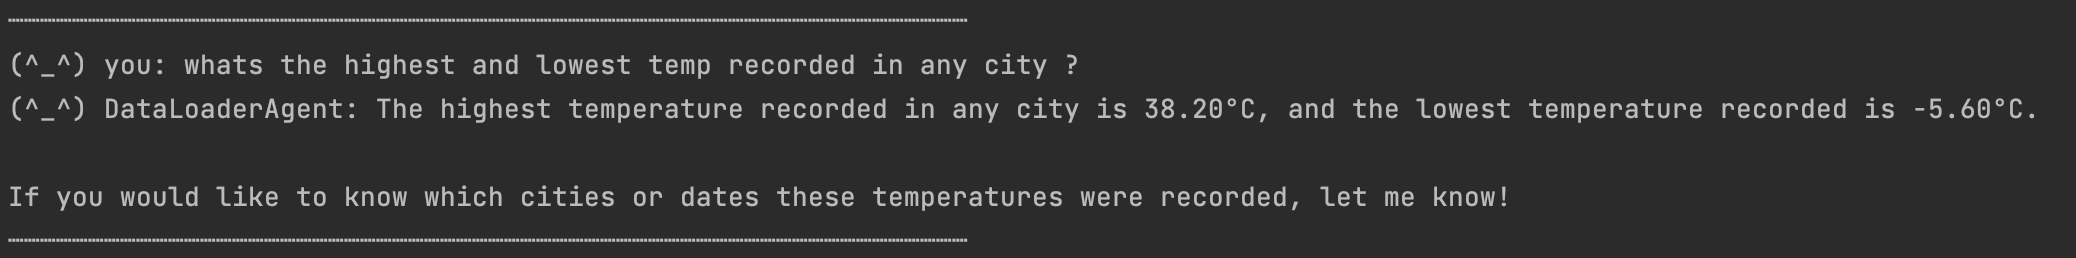 (^_^) you: whats the highest and lowest temp recorded in any city ?
(^_^) DataLoaderAgent: The highest temperature recorded in any city is 38.20°C, and the lowest temperature recorded is -5.60°C.
If you would like to know which cities or dates these temperatures were recorded, let me know!